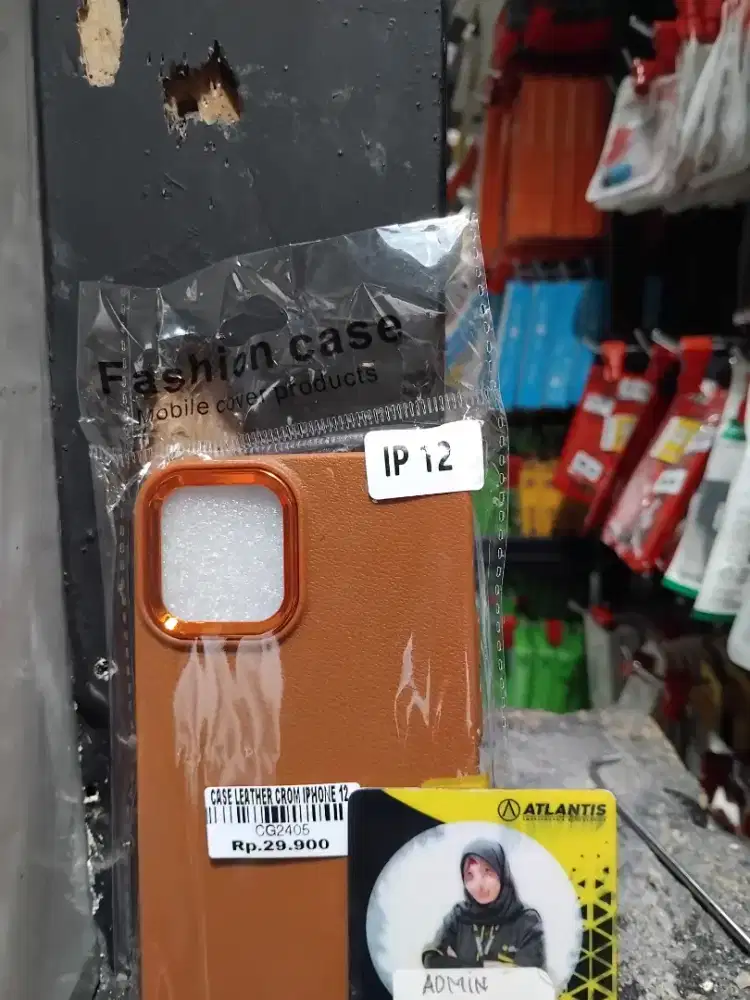 Fashion case
Mobile cover products
IP 12
CASE LEATHER CROM IPHONE 12
CG2405
Rp.29.900
ATLANTIS
ADMIN